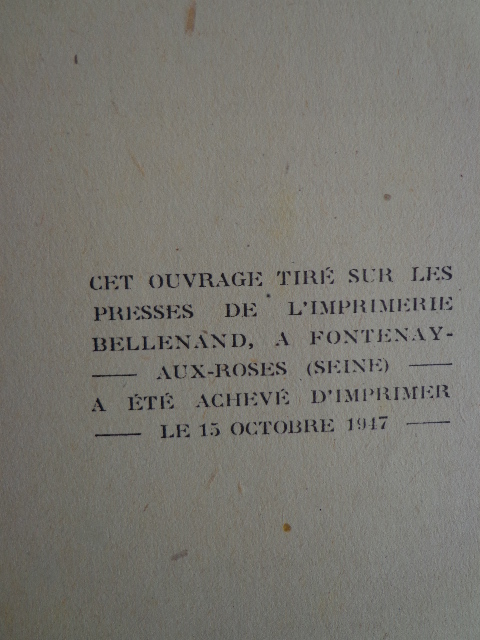 CET OUVRAGE TIRÉ SUR LES
PRESSES DE L'IMPRIMERIE
BELLENAND, A FONTENAY-
—— AUX-ROSES (SEINE) ——
A ÉTÉ ACHEVÉ D'IMPRIMER
—— LE 15 OCTOBRE 1947 ——